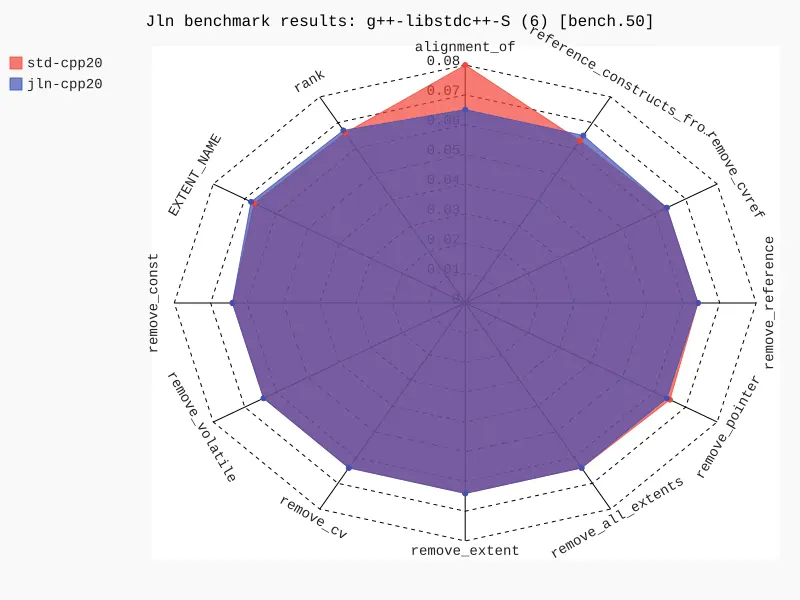 Jln benchmark results: g++-libstdc++-S (6) [bench.50]
std-cpp20
jln-cpp20
alignment_of
reference_constructs_fro…
remove_cvref
remove_reference
remove_pointer
remove_all_extents
remove_extent
remove_cv
remove_volatile
remove_const
EXTENT_NAME
rank
0.08
0.07
0.06
0.05
0.04
0.03
0.02
0.01
0